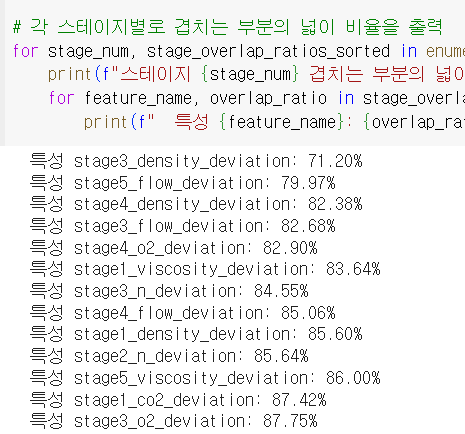 # 각 스테이지별로 겹치는 부분의 넓이 비율을 출력
for stage_num, stage_overlap_ratios_sorted in enume
print(f"스테이지 {stage_num} 겹치는 부분의 넓이
for feature_name, overlap_ratio in stage_overla
print(f"  특성 {feature_name}: {overlap_rat
특성 stage3_density_deviation: 71.20%
특성 stage5_flow_deviation: 79.97%
특성 stage4_density_deviation: 82.38%
특성 stage3_flow_deviation: 82.68%
특성 stage4_o2_deviation: 82.90%
특성 stage1_viscosity_deviation: 83.64%
특성 stage3_n_deviation: 84.55%
특성 stage4_flow_deviation: 85.06%
특성 stage1_density_deviation: 85.60%
특성 stage2_n_deviation: 85.64%
특성 stage5_viscosity_deviation: 86.00%
특성 stage1_co2_deviation: 87.42%
특성 stage3_o2_deviation: 87.75%